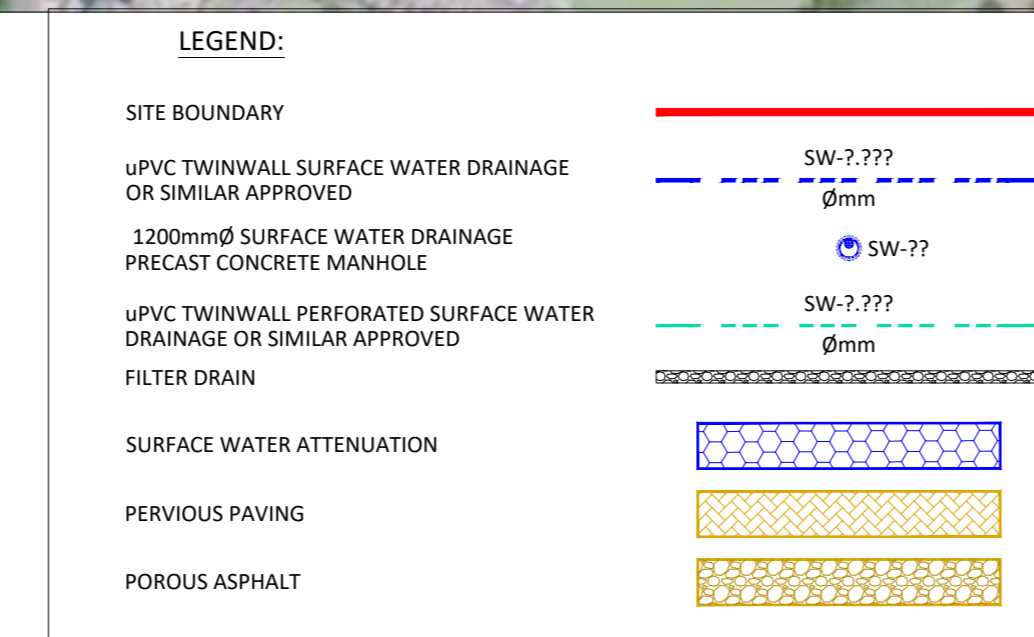 LEGEND:
SITE BOUNDARY
uPVC TWINWALL SURFACE WATER DRAINAGE
OR SIMILAR APPROVED
SW-?.???
Ømm
1200mmØ SURFACE WATER DRAINAGE
PRECAST CONCRETE MANHOLE
SW-??
uPVC TWINWALL PERFORATED SURFACE WATER
DRAINAGE OR SIMILAR APPROVED
SW-?.???
Ømm
FILTER DRAIN
SURFACE WATER ATTENUATION
PERVIOUS PAVING
POROUS ASPHALT